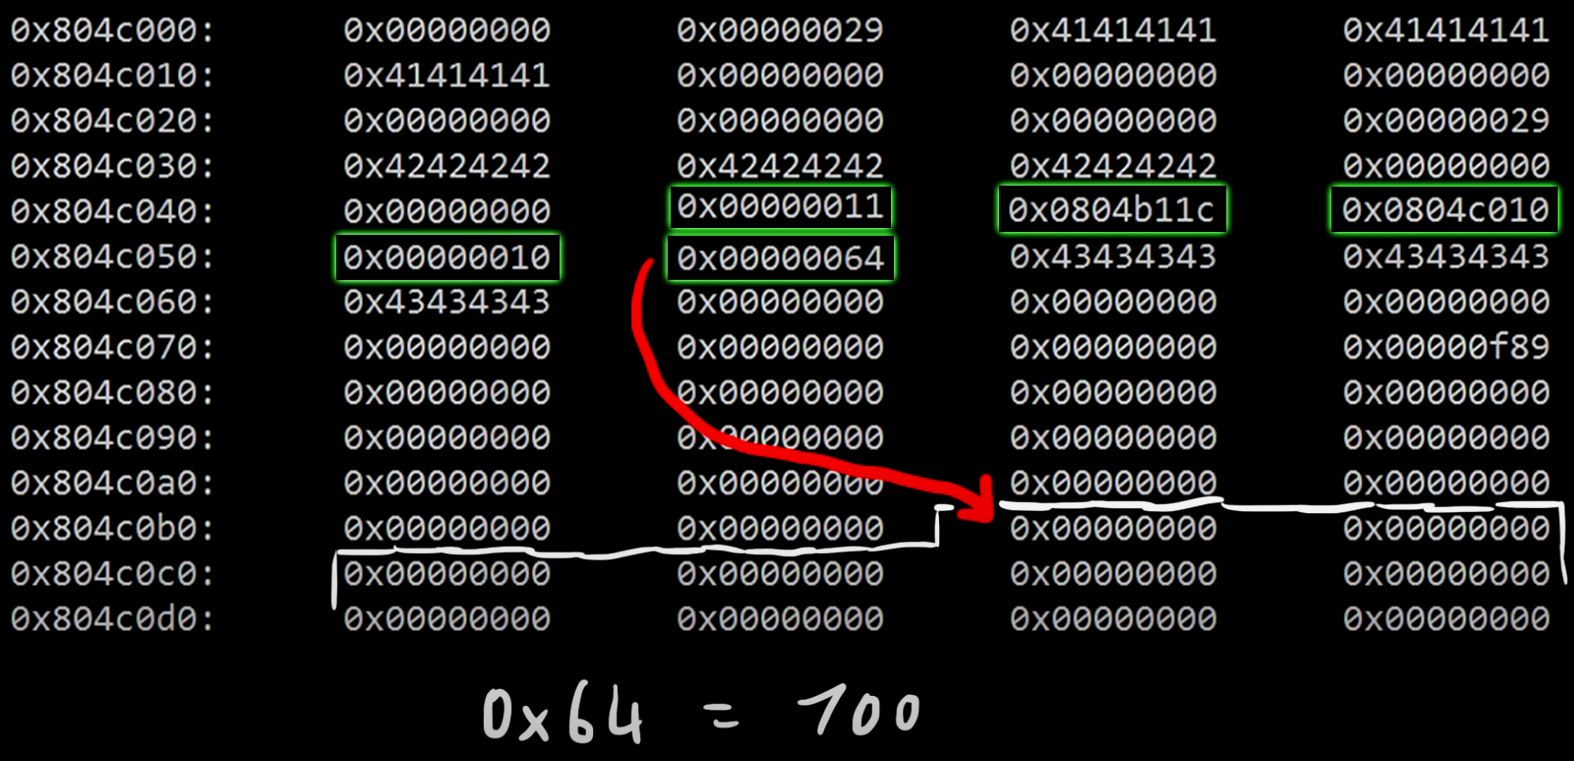 0x804c000: 0x00000000 0x00000029 0x41414141 0x41414141
0x804c010: 0x41414141 0x00000000 0x00000000 0x00000000
0x804c020: 0x00000000 0x00000000 0x00000000 0x00000029
0x804c030: 0x42424242 0x42424242 0x42424242 0x00000000
0x804c040: 0x00000000 0x00000011 0x0804b11c 0x0804c010
0x804c050: 0x00000010 0x00000064 0x43434343 0x43434343
0x804c060: 0x43434343 0x00000000 0x00000000 0x00000000
0x804c070: 0x00000000 0x00000000 0x00000000 0x00000f89
0x804c080: 0x00000000 0x00000000 0x00000000 0x00000000
0x804c090: 0x00000000 0x00000000 0x00000000 0x00000000
0x804c0a0: 0x00000000 0x00000000 0x00000000 0x00000000
0x804c0b0: 0x00000000 0x00000000 0x00000000 0x00000000
0x804c0c0: 0x00000000 0x00000000 0x00000000 0x00000000
0x804c0d0: 0x00000000 0x00000000 0x00000000 0x00000000
0x64 = 100